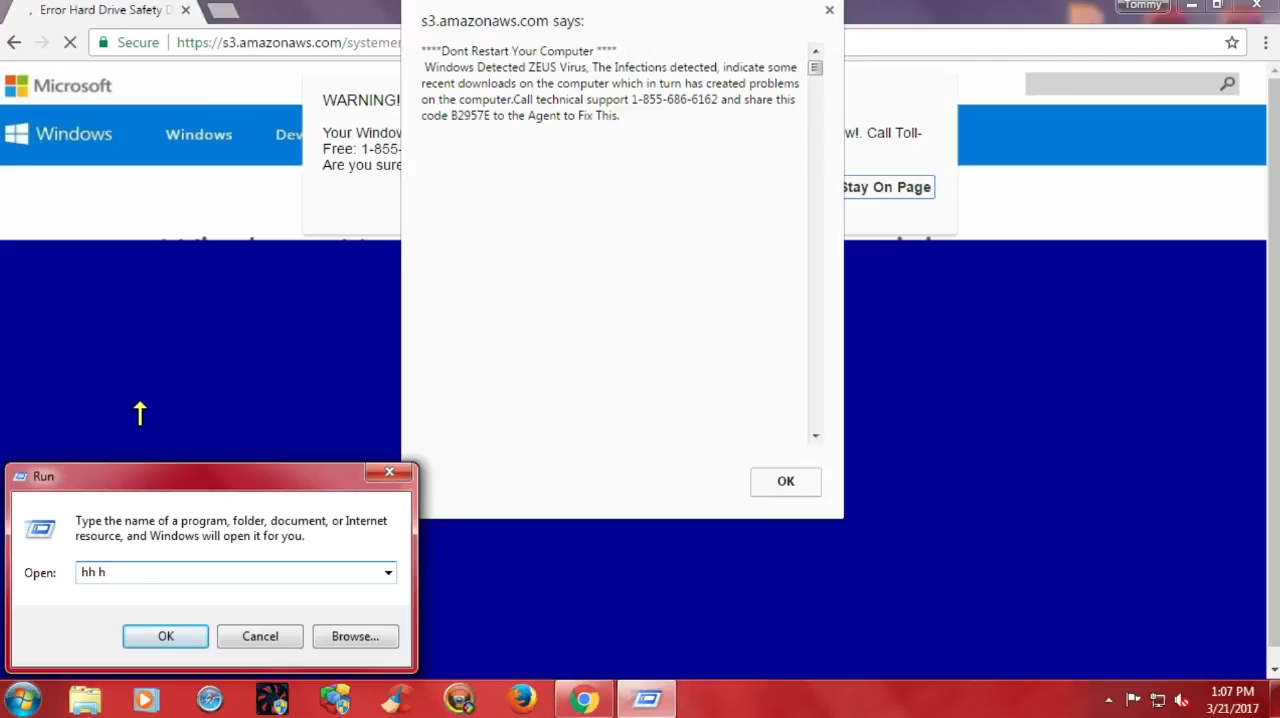 , Error Hard Drive Safety D
Tommy
Secure
https://s3.amazonaws.com/systemer
s3.amazonaws.com says:
****Dont Restart Your Computer ****
Windows Detected ZEUS Virus, The Infections detected, indicate some
recent downloads on the computer which in turn has created problems
on the computer.Call technical support 1-855-686-6162 and share this
code B2957E to the Agent to Fix This.
OK
Microsoft
Windows
Windows
Dev
WARNING!
Your Window
w!. Call Toll-
Free: 1-855-
Are you sure
Stay On Page
Run
Type the name of a program, folder, document, or Internet
resource, and Windows will open it for you.
Open:
hh h
OK
Cancel
Browse...
1:07 PM
3/21/2017